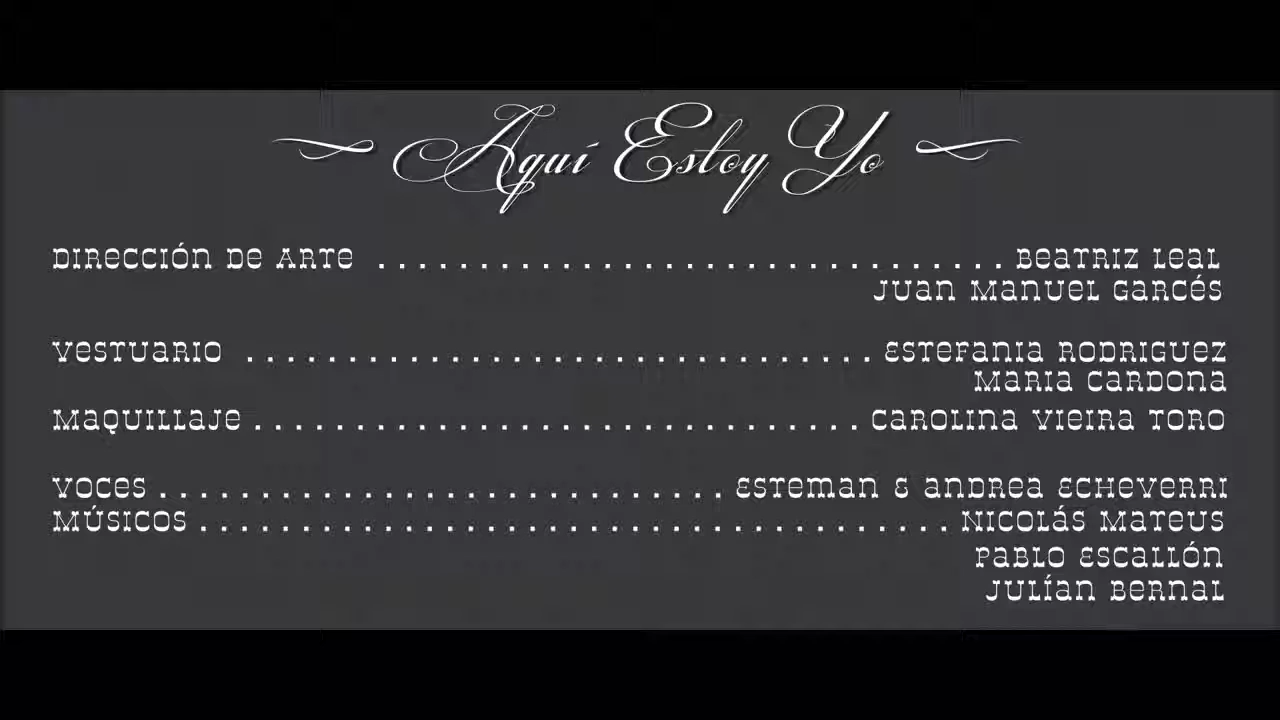 Aquí Estoy Yo
DIRECCIÓN DE ARTE . . . . . . . . . . . . . . . . . . . . . . . . . . . . . . . BEATRIZ LEAL
JUAN MANUEL GARCÉS
VESTUARIO . . . . . . . . . . . . . . . . . . . . . . . . . . . . . . . ESTEFANIA RODRIGUEZ
MARIA CARDONA
MAQUILLAJE . . . . . . . . . . . . . . . . . . . . . . . . . . . . . . CAROLINA VIEIRA TORO
VOCES . . . . . . . . . . . . . . . . . . . . . . . . . . . . ESTEMAN & ANDREA ECHEVERRI
MÚSICOS . . . . . . . . . . . . . . . . . . . . . . . . . . . . . . . . . . . . . NICOLÁS MATEUS
PABLO ESCALLÓN
JULÍAN BERNAL